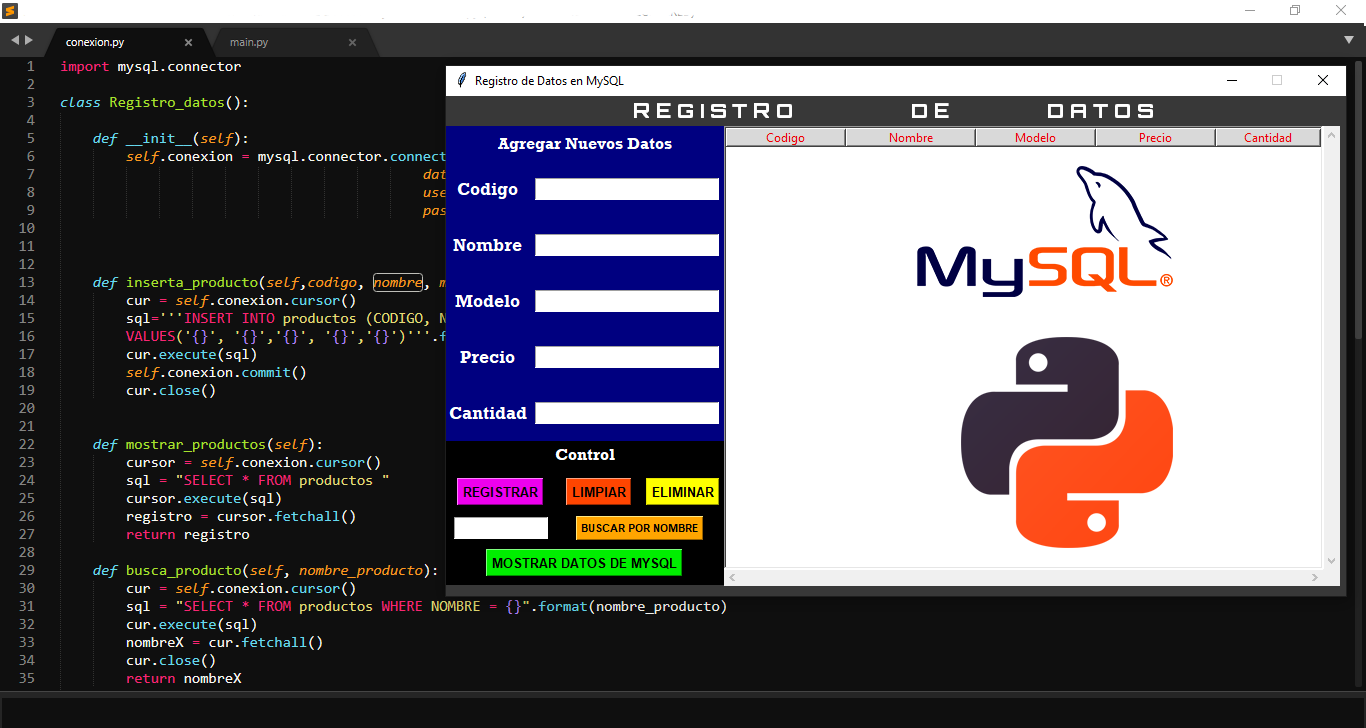 conexion.py
main.py
1 import mysql.connector
2
3 class Registro_datos():
4
5 def __init__(self):
6 self.conexion = mysql.connector.connect
7 dat
8 use
9 pas
10
11
12
13 def inserta_producto(self,codigo, nombre, m
14 cur = self.conexion.cursor()
15 sql='''INSERT INTO productos (CODIGO, N
16 VALUES('{}', '{}','{}', '{}','{}')'''.f
17 cur.execute(sql)
18 self.conexion.commit()
19 cur.close()
20
21
22 def mostrar_productos(self):
23 cursor = self.conexion.cursor()
24 sql = "SELECT * FROM productos "
25 cursor.execute(sql)
26 registro = cursor.fetchall()
27 return registro
28
29 def busca_producto(self, nombre_producto):
30 cur = self.conexion.cursor()
31 sql = "SELECT * FROM productos WHERE NOMBRE = {}".format(nombre_producto)
32 cur.execute(sql)
33 nombreX = cur.fetchall()
34 cur.close()
35 return nombreX
Registro de Datos en MySQL
REGISTRO DE DATOS
Agregar Nuevos Datos
Codigo
Nombre
Modelo
Precio
Cantidad
Control
REGISTRAR LIMPIAR ELIMINAR
BUSCAR POR NOMBRE
MOSTRAR DATOS DE MYSQL
Codigo Nombre Modelo Precio Cantidad
MySQL®